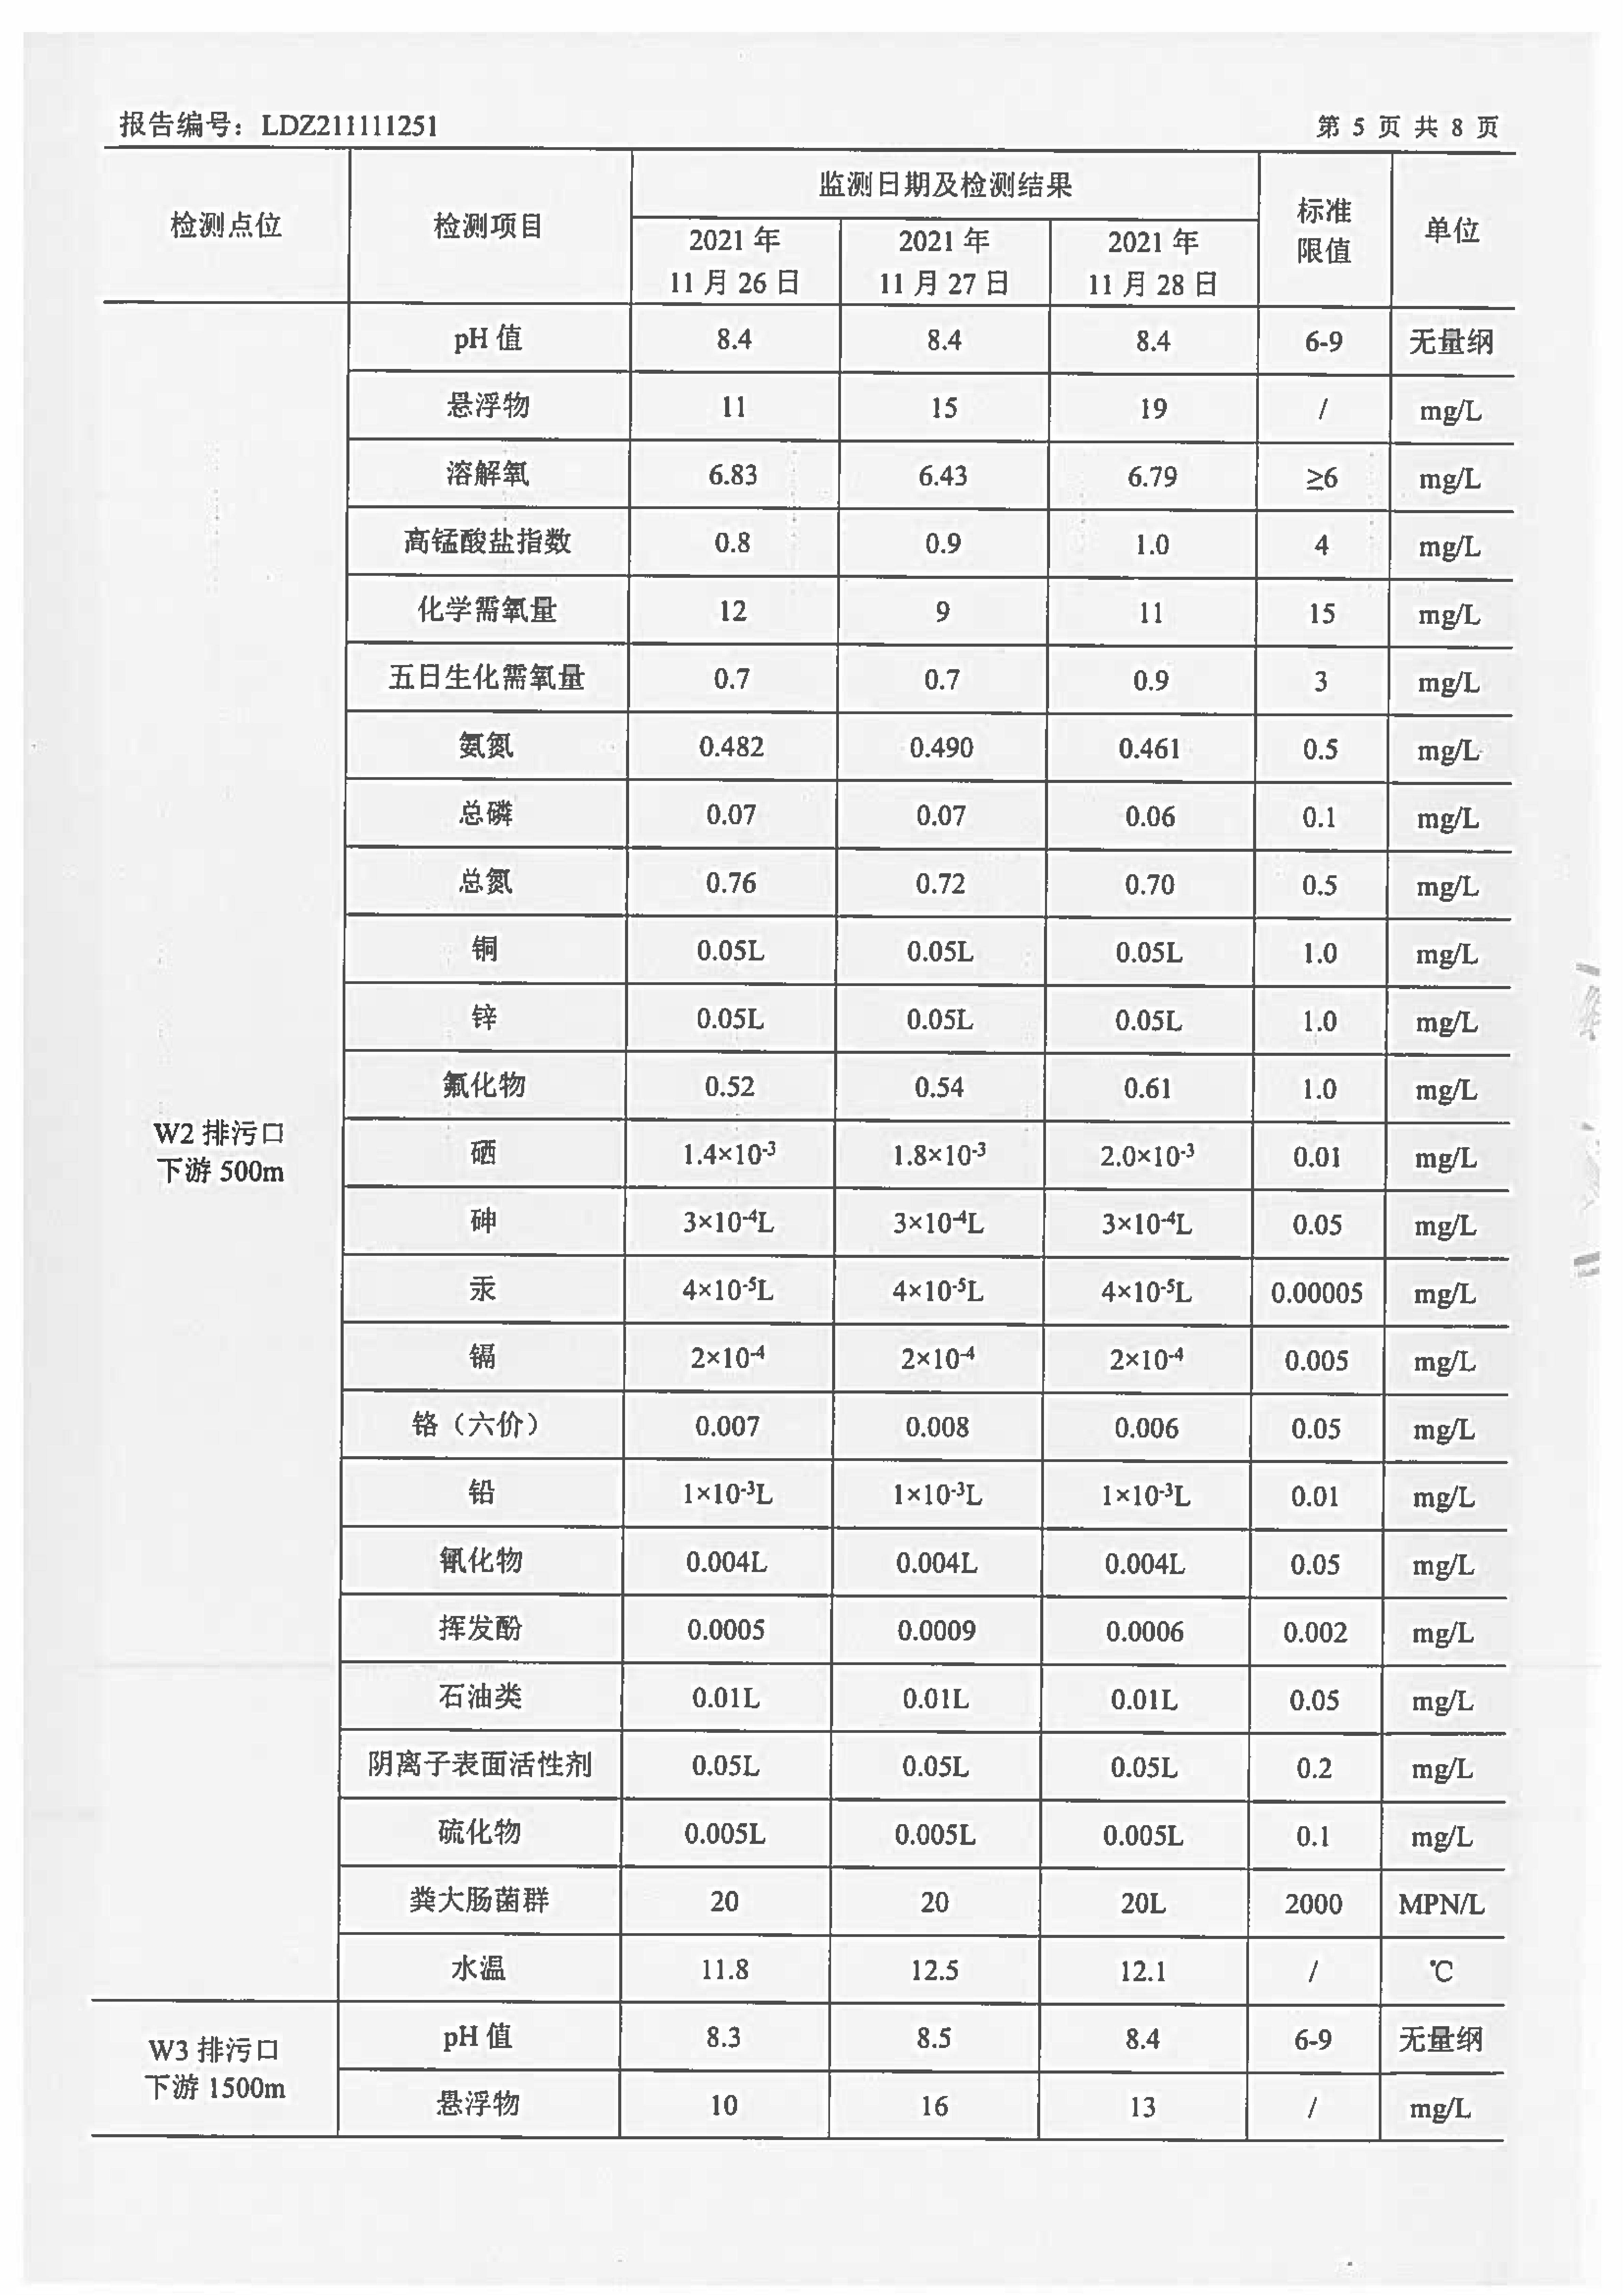 报告编号：LDZ211111251 第 5 页 共 8 页
检测点位 检测项目 监测日期及检测结果 标准限值 单位
2021 年 11 月 26 日 2021 年 11 月 27 日 2021 年 11 月 28 日
W2 排污口
下游 500m
pH 值 8.4 8.4 8.4 6-9 无量纲
悬浮物 11 15 19 / mg/L
溶解氧 6.83 6.43 6.79 ≥6 mg/L
高锰酸盐指数 0.8 0.9 1.0 4 mg/L
化学需氧量 12 9 11 15 mg/L
五日生化需氧量 0.7 0.7 0.9 3 mg/L
氨氮 0.482 0.490 0.461 0.5 mg/L
总磷 0.07 0.07 0.06 0.1 mg/L
总氮 0.76 0.72 0.70 0.5 mg/L
铜 0.05L 0.05L 0.05L 1.0 mg/L
锌 0.05L 0.05L 0.05L 1.0 mg/L
氟化物 0.52 0.54 0.61 1.0 mg/L
硒 1.4×10⁻³ 1.8×10⁻³ 2.0×10⁻³ 0.01 mg/L
砷 3×10⁻⁴L 3×10⁻⁴L 3×10⁻⁴L 0.05 mg/L
汞 4×10⁻⁵L 4×10⁻⁵L 4×10⁻⁵L 0.00005 mg/L
镉 2×10⁻⁴ 2×10⁻⁴ 2×10⁻⁴ 0.005 mg/L
铬（六价） 0.007 0.008 0.006 0.05 mg/L
铅 1×10⁻³L 1×10⁻³L 1×10⁻³L 0.01 mg/L
氰化物 0.004L 0.004L 0.004L 0.05 mg/L
挥发酚 0.0005 0.0009 0.0006 0.002 mg/L
石油类 0.01L 0.01L 0.01L 0.05 mg/L
阴离子表面活性剂 0.05L 0.05L 0.05L 0.2 mg/L
硫化物 0.005L 0.005L 0.005L 0.1 mg/L
粪大肠菌群 20 20 20L 2000 MPN/L
水温 11.8 12.5 12.1 / ℃
W3 排污口
下游 1500m
pH 值 8.3 8.5 8.4 6-9 无量纲
悬浮物 10 16 13 / mg/L